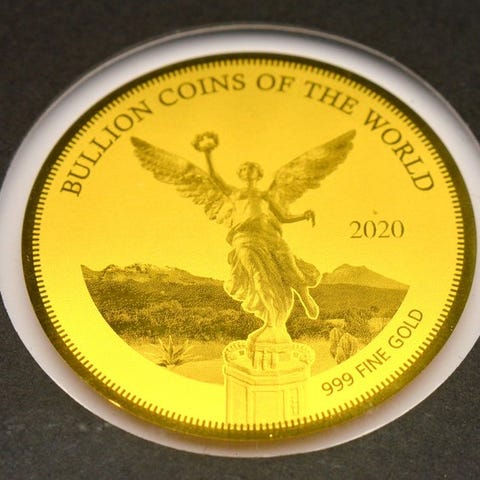 BULLION COINS OF THE WORLD
2020
999 FINE GOLD